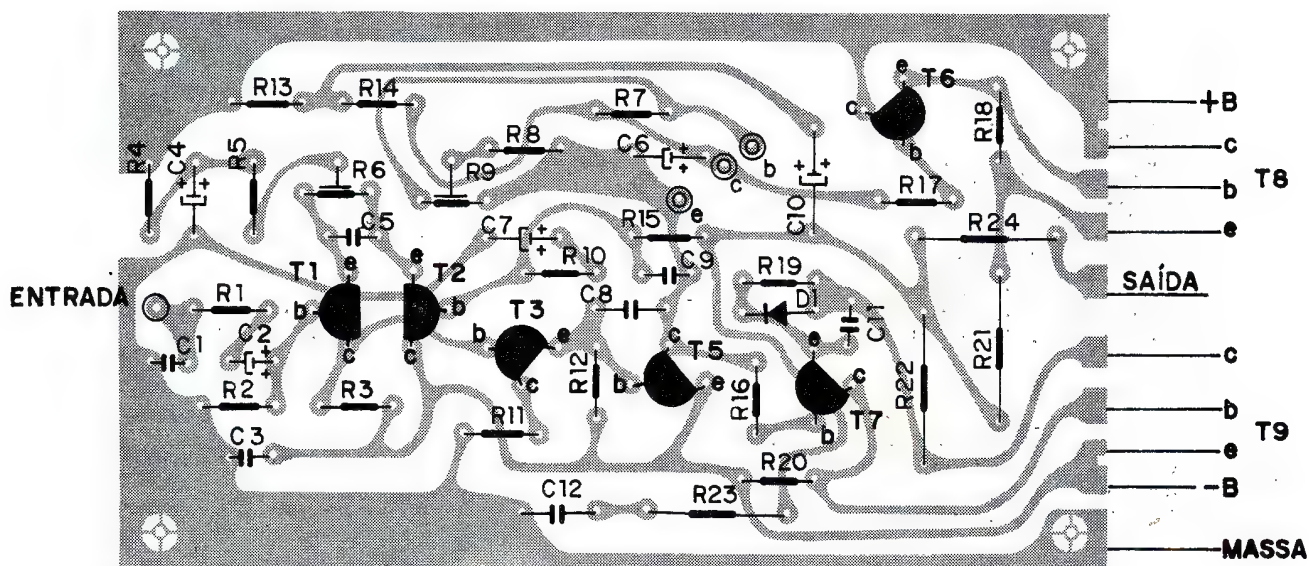 T6
e
c
b
R13
R14
R7
R18
+B
c
R8
C6
b
c
T8
b
R4
C4
R5
R6
R9
R17
e
C10
e
C5
C7
R15
R24
R10
C9
SAÍDA
ENTRADA
T1
e
e
T2
R19
R1
b
b
C8
D1
T3
C11
C1
C2
b
e
e
c
c
c
c
T5
R21
c
R2
R3
R12
b
e
R16
c
T7
R22
b
T9
R11
b
C3
R20
e
-B
C12
R23
MASSA